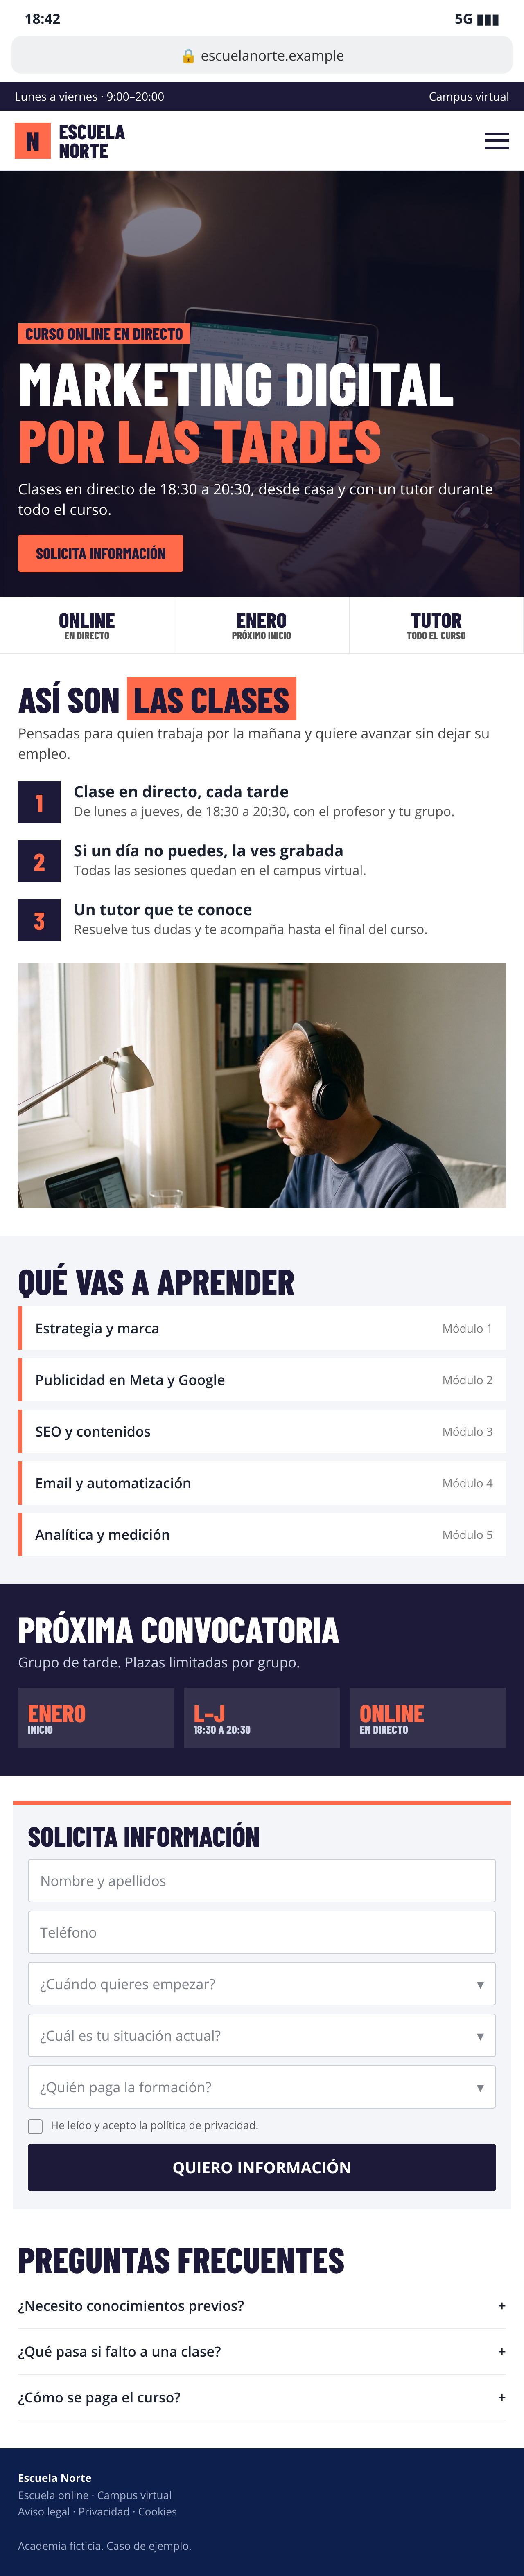 18:42
5G
escuelanorte.example
Lunes a viernes · 9:00–20:00
Campus virtual
N
ESCUELA
NORTE
CURSO ONLINE EN DIRECTO
MARKETING DIGITAL
POR LAS TARDES
Clases en directo de 18:30 a 20:30, desde casa y con un tutor durante
todo el curso.
SOLICITA INFORMACIÓN
ONLINE
EN DIRECTO
ENERO
PRÓXIMO INICIO
TUTOR
TODO EL CURSO
ASÍ SON LAS CLASES
Pensadas para quien trabaja por la mañana y quiere avanzar sin dejar su
empleo.
1
Clase en directo, cada tarde
De lunes a jueves, de 18:30 a 20:30, con el profesor y tu grupo.
2
Si un día no puedes, la ves grabada
Todas las sesiones quedan en el campus virtual.
3
Un tutor que te conoce
Resuelve tus dudas y te acompaña hasta el final del curso.
QUÉ VAS A APRENDER
Estrategia y marca
Módulo 1
Publicidad en Meta y Google
Módulo 2
SEO y contenidos
Módulo 3
Email y automatización
Módulo 4
Analítica y medición
Módulo 5
PRÓXIMA CONVOCATORIA
Grupo de tarde. Plazas limitadas por grupo.
ENERO
INICIO
L–J
18:30 A 20:30
ONLINE
EN DIRECTO
SOLICITA INFORMACIÓN
Nombre y apellidos
Teléfono
¿Cuándo quieres empezar?
¿Cuál es tu situación actual?
¿Quién paga la formación?
He leído y acepto la política de privacidad.
QUIERO INFORMACIÓN
PREGUNTAS FRECUENTES
¿Necesito conocimientos previos?
+
¿Qué pasa si falto a una clase?
+
¿Cómo se paga el curso?
+
Escuela Norte
Escuela online · Campus virtual
Aviso legal · Privacidad · Cookies
Academia ficticia. Caso de ejemplo.